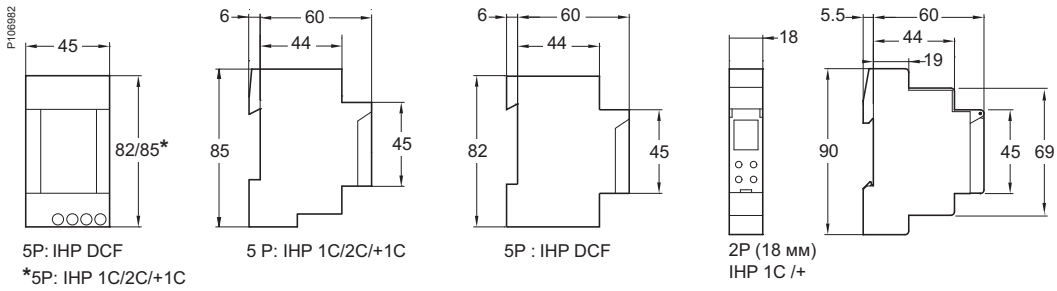 P106982
45
82/85*
5P: IHP DCF
*5P: IHP 1C/2C/+1C
6
60
44
85
45
5 P: IHP 1C/2C/+1C
6
60
44
82
45
5P : IHP DCF
18
2P (18 мм)
IHP 1C /+
5.5
60
44
19
90
45
69